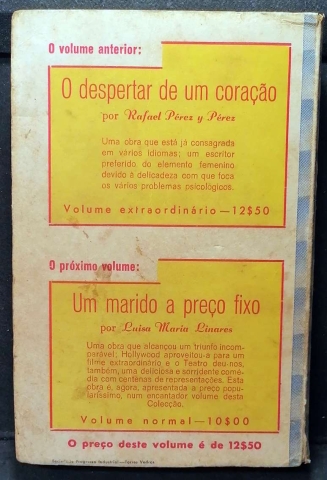 O volume anterior:
O despertar de um coração
por Rafael Pérez y Pérez
Uma obra que está já consagrada
em vários idiomas; um escritor
preferido do elemento feminino
devido à delicadeza com que foca
os vários problemas psicológicos.
Volume extraordinário—12$50
O próximo volume:
Um marido a preço fixo
por Luisa Maria Linares
Uma obra que alcançou um triunfo incom-
parável; Hollywood aproveitou-a para um
filme extraordinário e o Teatro deu-nos,
também, uma deliciosa e sorridente comé-
dia com centenas de representações. Esta
obra é, agora, apresentada a preço popu-
laríssimo, num encantador volume desta
Colecção.
Volume normal—10$00
O preço deste volume é de 12$50
Progresso Industrial—Torres Vedras